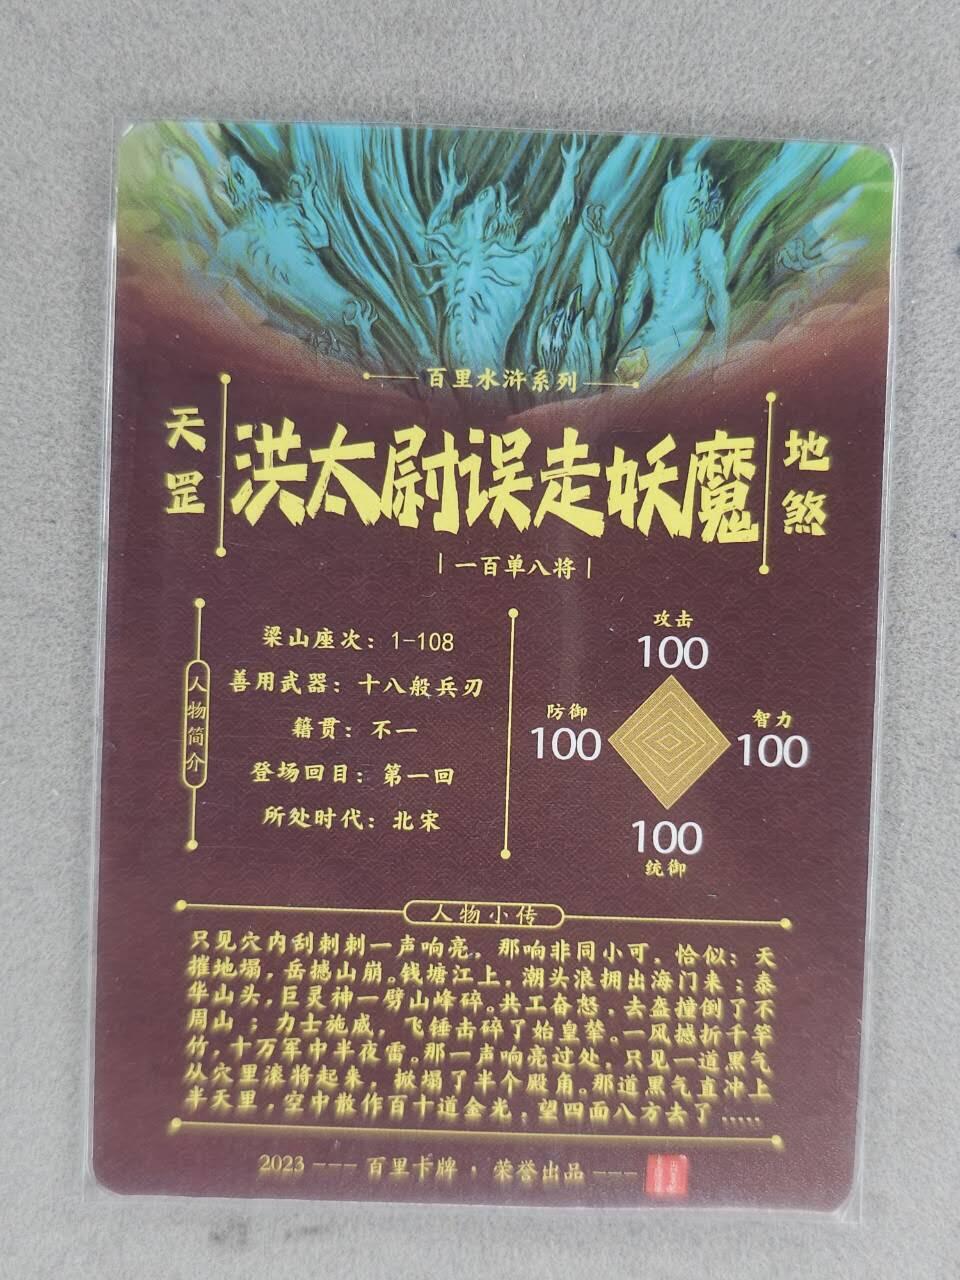 百里水浒系列
天罡
洪太尉误走妖魔
地煞
一百单八将
人物简介
梁山座次：1-108
善用武器：十八般兵刃
籍贯：不一
登场回目：第一回
所处时代：北宋
攻击
100
防御
100
智力
100
100
统御
人物小传
只见穴内刮刺刺一声响亮，那响非同小可，恰似：天
摧地塌，岳撼山崩。钱塘江上，潮头浪拥出海门来；泰
华山头，巨灵神一劈山峰碎。共工奋怒，去盔撞倒了不
周山；力士施威，飞锤击碎了始皇辇。一风撼折千竿
竹，十万军中半夜雷。那一声响亮过处，只见一道黑气
从穴里滚将起来，掀塌了半个殿角。那道黑气直冲上
半天里，空中散作百十道金光，望四面八方去了.....
2023 --- 百里卡牌，荣誉出品 ---